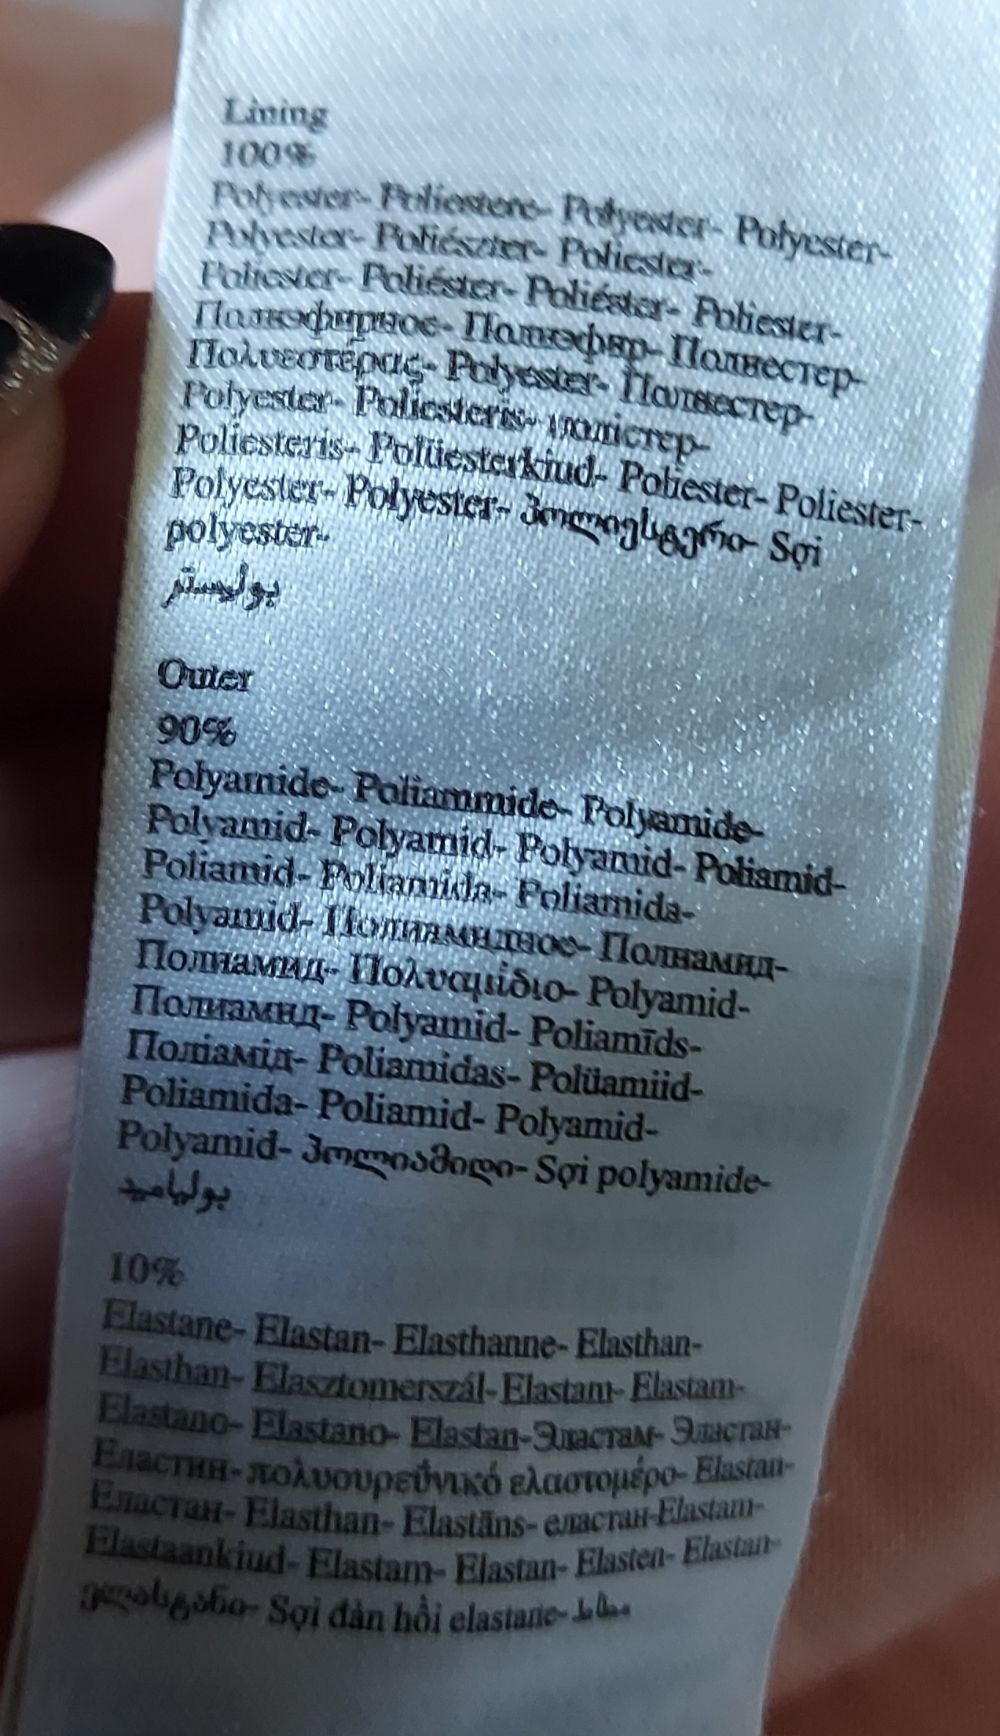 Lining
100%
Polyester- Poliestere- Polyester- Polyester-
Polyester- Poliészter- Poliester-
Poliester- Poliéster- Poliéster- Poliester-
Полиэфирное- Полиэфир- Полиестер-
Πολυεστέρας- Polyester- Полиестер-
Polyester- Poliesteris- поліестер-
Poliesteris- Polüesterkiud- Poliester- Poliester-
Polyester- Polyester- პოლიესტერი- Sợi
polyester-
بوليستر
Outer
90%
Polyamide- Poliammide- Polyamide-
Polyamid- Polyamid- Polyamid- Poliamid-
Poliamid- Poliamida- Poliamida-
Polyamid- Полиамидное- Полиамид-
Полиамид- Πολυαμίδιο- Polyamid-
Полиамид- Polyamid- Poliamīds-
Поліамід- Poliamidas- Polüamiid-
Poliamida- Poliamid- Polyamid-
Polyamid- პოლიამიდი- Sợi polyamide-
بولياميد
10%
Elastane- Elastan- Elasthanne- Elasthan-
Elasthan- Elasztomerszál- Elastant- Elastam-
Elastano- Elastano- Elastan- Эластам- Эластан-
Еластин- πολυουρεθνικό ελαστομέρο- Elastan-
Еластан- Elasthan- Elastāns- еластан-Elastam-
Elastaankiud- Elastam- Elastan- Elasten- Elastan-
ელასტანი- Sợi đàn hồi elastane- مطاط